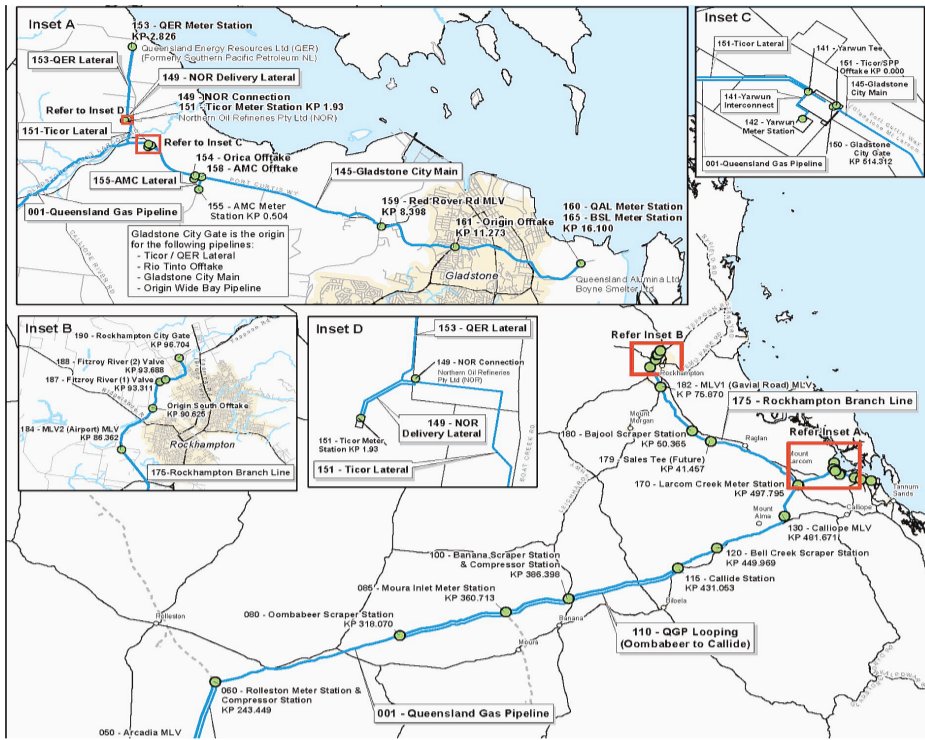 Inset A
153 - QER Meter Station
KP 2.826
Queensland Energy Resources Ltd (QER)
(Formerly Southern Pacific Petroleum NL)
153-QER Lateral
149 - NOR Delivery Lateral
149 - NOR Connection
151 - Ticor Meter Station KP 1.93
Northern Oil Refineries Pty Ltd (NOR)
Refer to Inset D
151-Ticor Lateral
Refer to Inset C
154 - Orica Offtake
158 - AMC Offtake
155-AMC Lateral
PORT CURTIS WY
145-Gladstone City Main
001-Queensland Gas Pipeline
155 - AMC Meter
Station KP 0.504
159 - Red Rover Rd MLV
KP 8.398
160 - QAL Meter Station
165 - BSL Meter Station
KP 16.100
161 - Origin Offtake
KP 11.273
CALLIOPE RIVER RD
Gladstone City Gate is the origin
for the following pipelines:
- Ticor / QER Lateral
- Rio Tinto Offtake
- Gladstone City Main
- Origin Wide Bay Pipeline
Gladstone
Queensland Alumina Ltd
Boyne Smelter Ltd
Inset C
151-Ticor Lateral
141 - Yarwun Tee
151 - Ticor/SPP
Offtake KP 0.000
145-Gladstone
City Main
141-Yarwun
Interconnect
142 - Yarwun
Meter Station
001-Queensland Gas Pipeline
150 - Gladstone
City Gate
KP 514.312
Inset B
190 - Rockhampton City Gate
KP 96.704
188 - Fitzroy River (2) Valve
KP 93.688
187 - Fitzroy River (1) Valve
KP 93.311
Origin South Offtake
KP 90.625
184 - MLV2 (Airport) MLV
KP 86.362
Rockhampton
175-Rockhampton Branch Line
Inset D
153 - QER Lateral
149 - NOR Connection
Northern Oil Refineries
Pty Ltd (NOR)
149 - NOR
Delivery Lateral
151 - Ticor Meter
Station KP 1.93
151 - Ticor Lateral
BOAT CREEK RD
Refer Inset B
Rockhampton
182 - MLV1 (Gavial Road) MLV
KP 75.870
175 - Rockhampton Branch Line
Mount
Morgan
180 - Bajool Scraper Station
KP 50.365
Raglan
Refer Inset A
Mount
Larcom
179 - Sales Tee (Future)
KP 41.457
170 - Larcom Creek Meter Station
KP 497.795
Tannum
Sands
Calliope
Mount
Alma
130 - Calliope MLV
KP 481.671
100 - Banana Scraper Station
& Compressor Station
KP 386.398
120 - Bell Creek Scraper Station
KP 449.969
085 - Moura Inlet Meter Station
KP 360.713
115 - Callide Station
KP 431.053
080 - Oombabeer Scraper Station
KP 318.070
Rolleston
Biloela
Banana
Moura
110 - QGP Looping
(Oombabeer to Callide)
060 - Rolleston Meter Station &
Compressor Station
KP 243.449
001 - Queensland Gas Pipeline
050 - Arcadia MLV